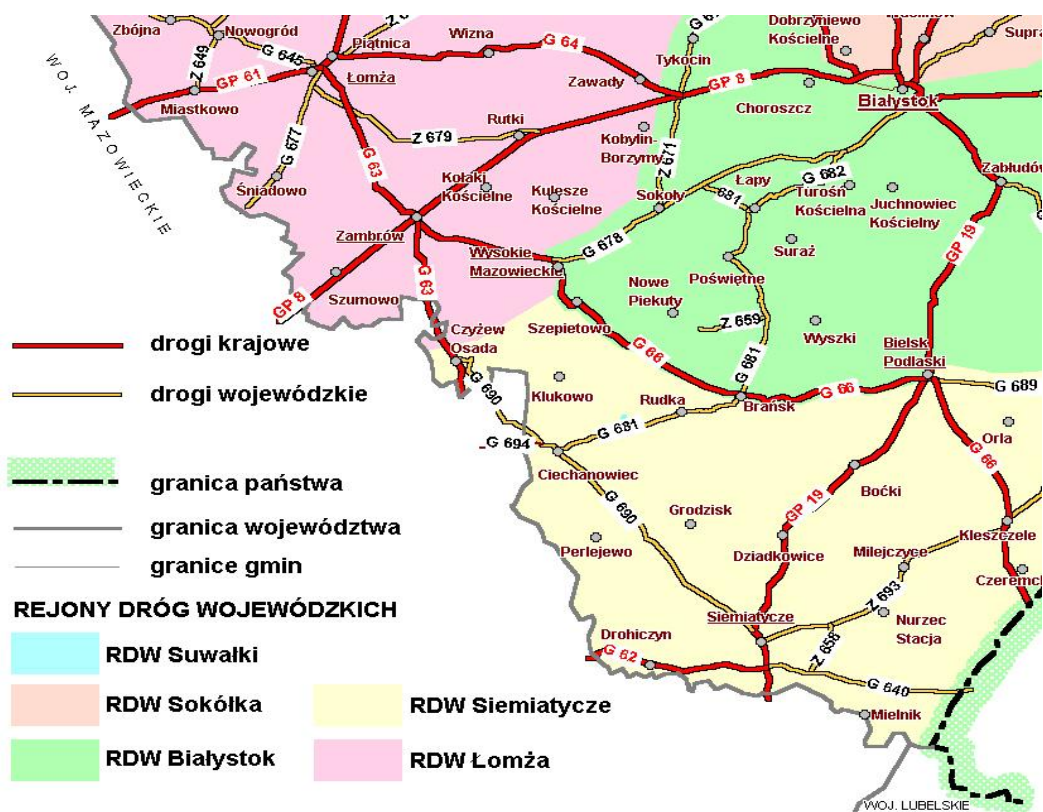 Zbójna
Nowogród
Z 649
G 645
Piątnica
Wizna
G 64
Tykocin
Dobrzyniewo
Kościelne
Supra
WOJ. MAZOWIECKIE
GP 61
Łomża
Miastkowo
Zawady
GP 8
Choroszcz
Białystok
G 677
Z 679
Rutki
Kobylin-
Borzymy
Z 671
Zabłudów
G 63
Śniadowo
Kołaki
Kościelne
Kulesze
Kościelne
Sokoły
Łapy
681
G 682
Turośń
Kościelna
Juchnowiec
Kościelny
Zambrów
Wysokie
Mazowieckie
G 678
Suraż
GP 19
GP 8
Szumowo
G 63
Nowe
Piekuty
Poświętne
Czyżew
Osada
Szepietowo
Z 659
Wyszki
Bielsk
Podlaski
drogi krajowe
G 66
G 681
G 690
Klukowo
Rudka
Brańsk
G 66
G 689
drogi wojewódzkie
G 694
G 681
Orla
G 66
Ciechanowiec
granica państwa
G 690
Grodzisk
GP 19
Boćki
granica województwa
Perlejewo
Dziadkowice
Milejczyce
Kleszczele
granice gmin
Czeremch
REJONY DRÓG WOJEWÓDZKICH
Siemiatycze
Z 693
Nurzec
Stacja
RDW Suwałki
Drohiczyn
G 62
Z 658
G 640
RDW Sokółka
RDW Siemiatycze
Mielnik
RDW Białystok
RDW Łomża
WOJ. LUBELSKIE